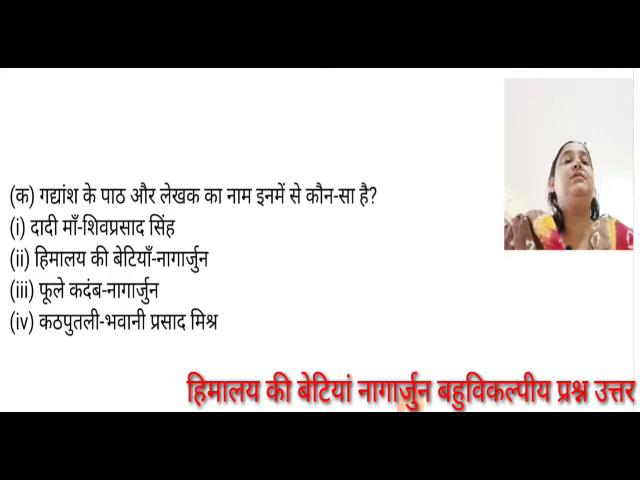 (क) गद्यांश के पाठ और लेखक का नाम इनमें से कौन-सा है?
(i) दादी माँ-शिवप्रसाद सिंह
(ii) हिमालय की बेटियाँ-नागार्जुन
(iii) फूले कदंब-नागार्जुन
(iv) कठपुतली-भवानी प्रसाद मिश्र
हिमालय की बेटियां नागार्जुन बहुविकल्पीय प्रश्न उत्तर